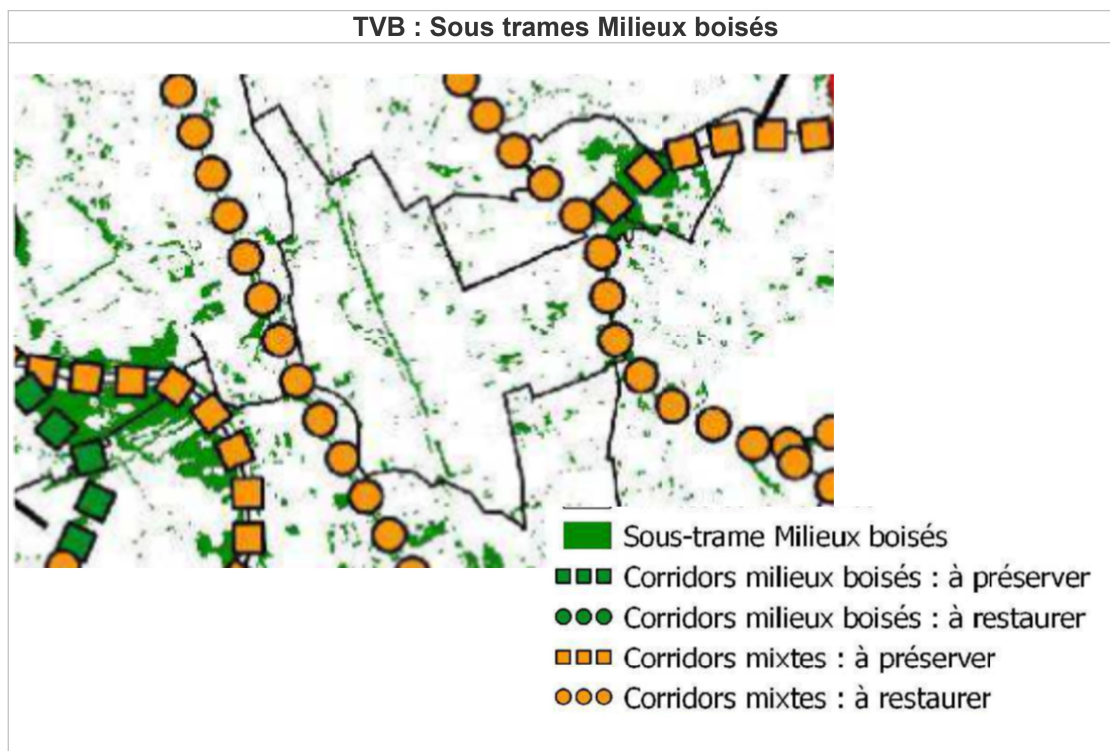 TVB : Sous trames Milieux boisés
Sous-trame Milieux boisés
Corridors milieux boisés : à préserver
Corridors milieux boisés : à restaurer
Corridors mixtes : à préserver
Corridors mixtes : à restaurer